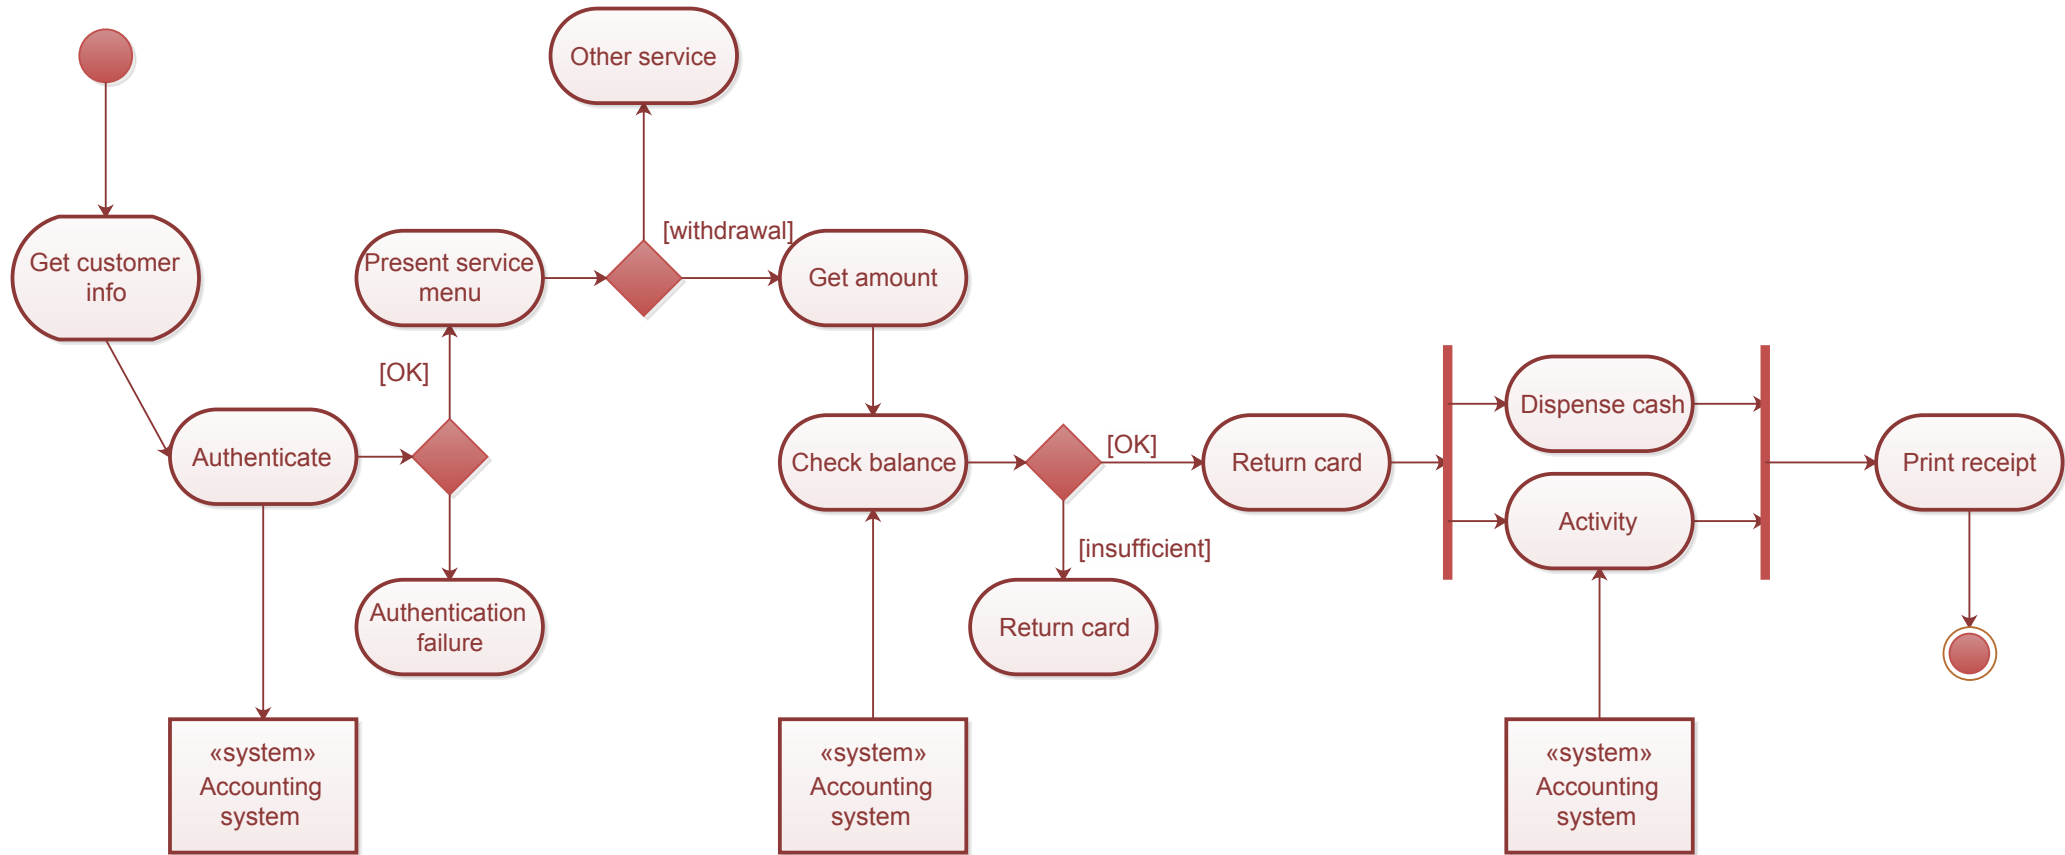 Other service
[withdrawal]
Get customer
info
Present service
menu
Get amount
[OK]
Authenticate
Check balance
[OK]
Return card
Dispense cash
Activity
Print receipt
[insufficient]
Authentication
failure
Return card
«system»
Accounting
system
«system»
Accounting
system
«system»
Accounting
system